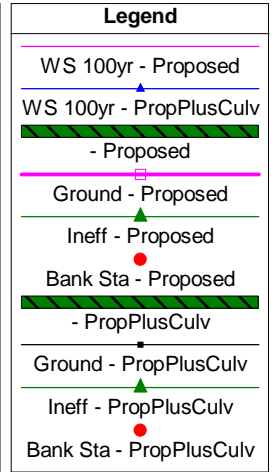 Legend
WS 100yr - Proposed
WS 100yr - PropPlusCulv
- Proposed
Ground - Proposed
Ineff - Proposed
Bank Sta - Proposed
- PropPlusCulv
Ground - PropPlusCulv
Ineff - PropPlusCulv
Bank Sta - PropPlusCulv